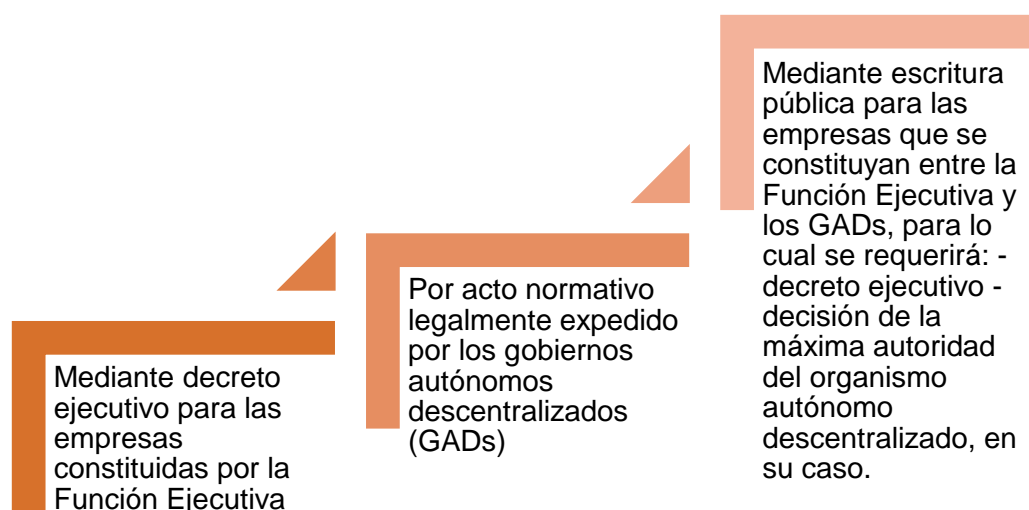 Mediante decreto
ejecutivo para las
empresas
constituidas por la
Función Ejecutiva
Por acto normativo
legalmente expedido
por los gobiernos
autónomos
descentralizados
(GADs)
Mediante escritura
pública para las
empresas que se
constituyan entre la
Función Ejecutiva y
los GADs, para lo
cual se requerirá: -
decreto ejecutivo -
decisión de la
máxima autoridad
del organismo
autónomo
descentralizado, en
su caso.